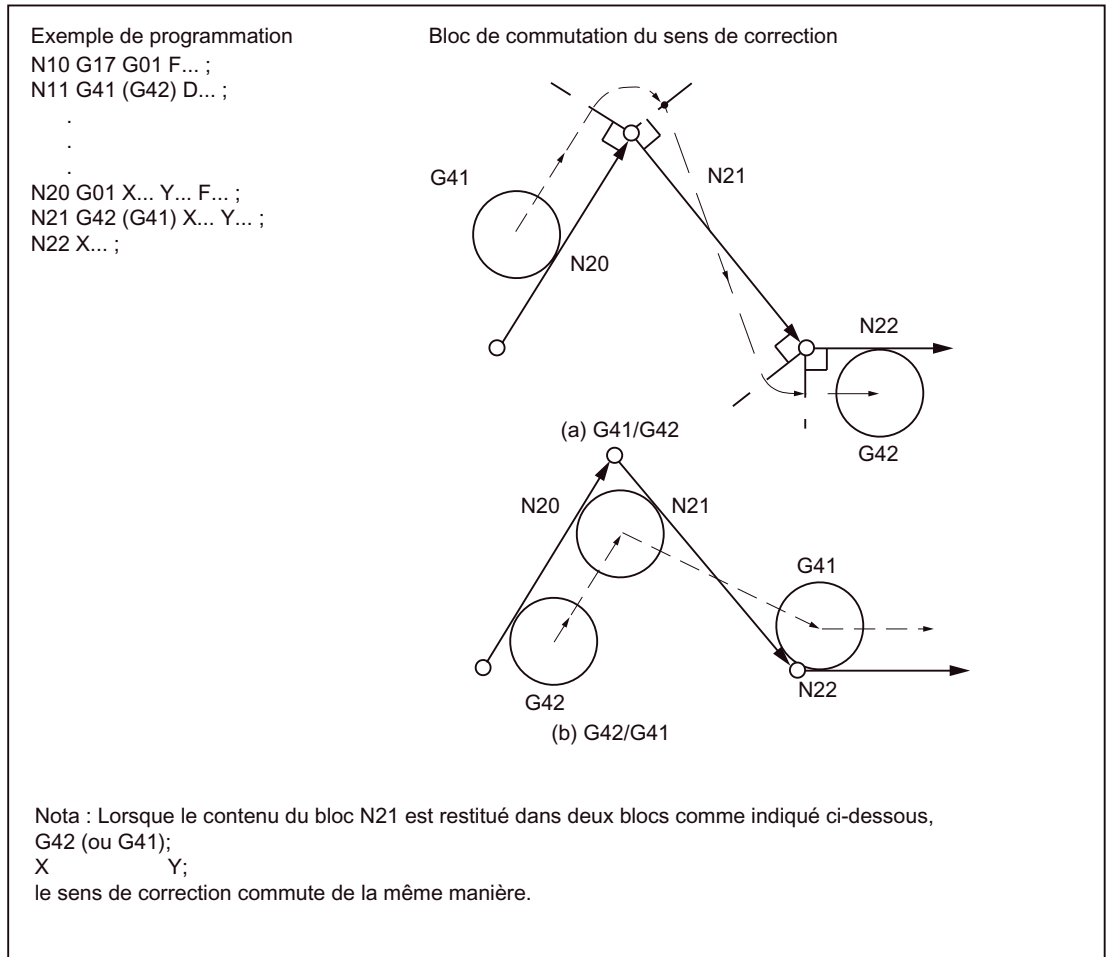 Exemple de programmation
N10 G17 G01 F... ;
N11 G41 (G42) D... ;
.
.
.
N20 G01 X... Y... F... ;
N21 G42 (G41) X... Y... ;
N22 X... ;
Bloc de commutation du sens de correction
G41
N21
N20
N22
G42
(a) G41/G42
N20
N21
G41
G42
N22
(b) G42/G41
Nota : Lorsque le contenu du bloc N21 est restitué dans deux blocs comme indiqué ci-dessous,
G42 (ou G41);
X Y;
le sens de correction commute de la même manière.